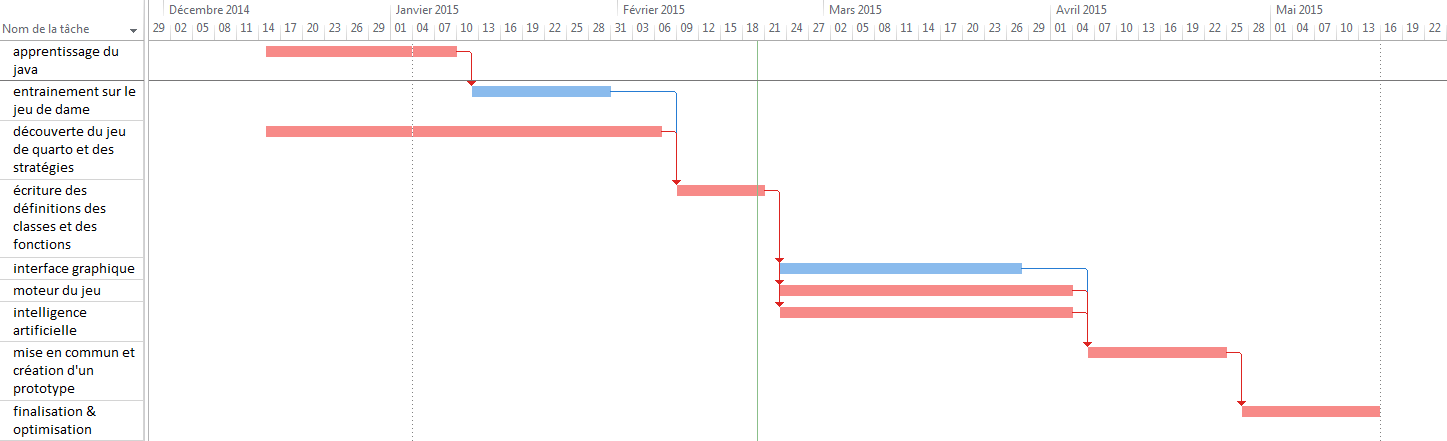 Décembre 2014 Janvier 2015 Février 2015 Mars 2015 Avril 2015 Mai 2015
Nom de la tâche 29 02 05 08 11 14 17 20 23 26 29 01 04 07 10 13 16 19 22 25 28 31 03 06 09 12 15 18 21 24 27 02 05 08 11 14 17 20 23 26 29 01 04 07 10 13 16 19 22 25 28 01 04 07 10 13 16 19 22
apprentissage du
java
entrainement sur le
jeu de dame
découverte du jeu
de quarto et des
stratégies
écriture des
définitions des
classes et des
fonctions
interface graphique
moteur du jeu
intelligence
artificielle
mise en commun et
création d'un
prototype
finalisation &
optimisation